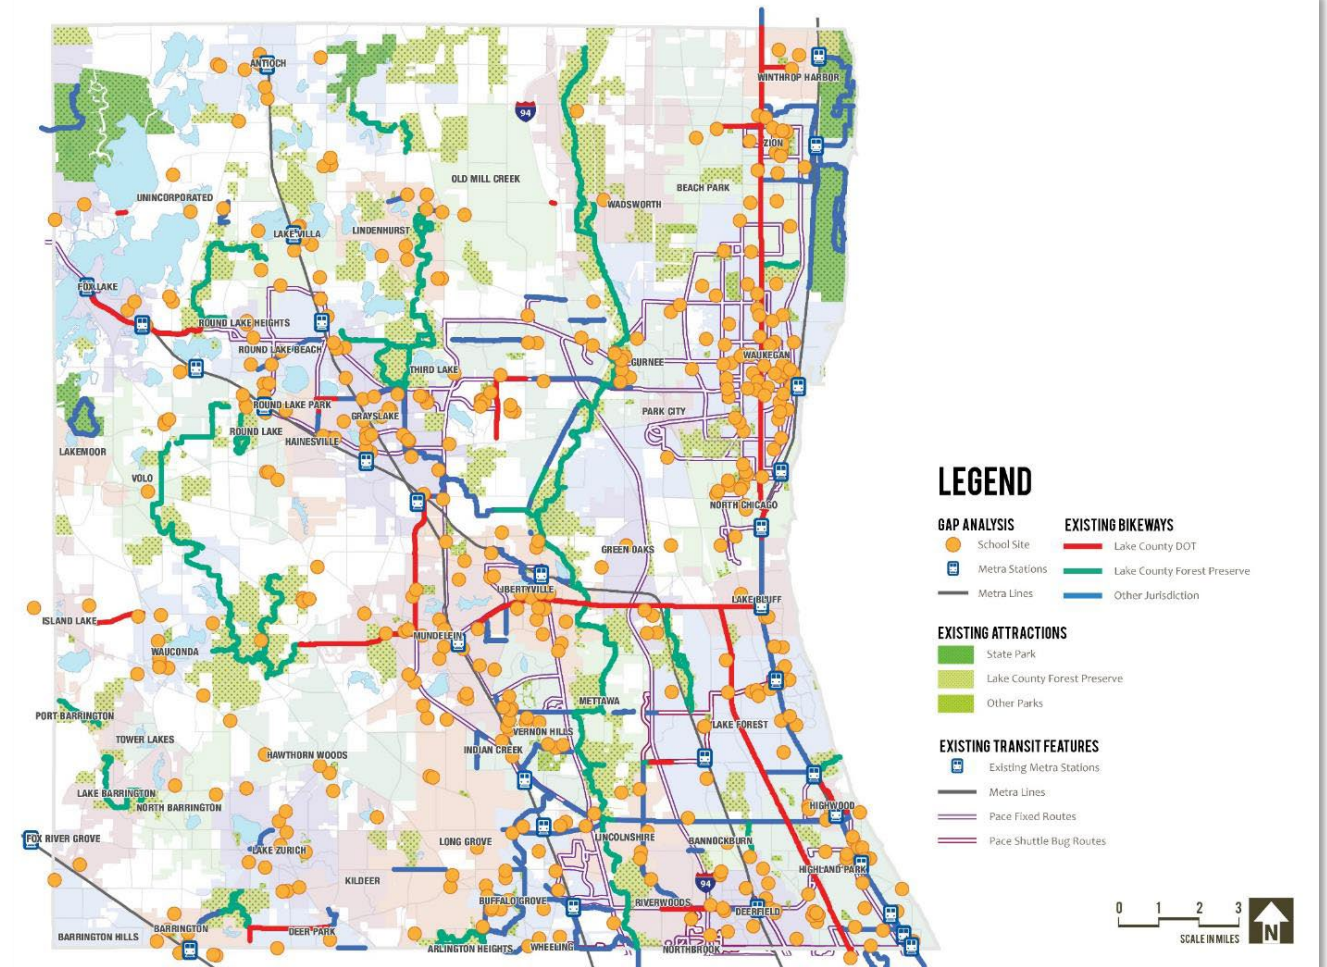 ANTIOCH
94
WINTHROP HARBOR
ZION
OLD MILL CREEK
BEACH PARK
UNINCORPORATED
WADSWORTH
LAKE VILLA
LINDENHURST
FOX LAKE
ROUND LAKE HEIGHTS
ROUND LAKE BEACH
WAUKEGAN
GURNEE
THIRD LAKE
ROUND LAKE PARK
PARK CITY
GRAYSLAKE
ROUND LAKE
HAINESVILLE
LAKEMOOR
VOLO
NORTH CHICAGO
GREEN OAKS
LIBERTYVILLE
LAKE BLUFF
ISLAND LAKE
MUNDELEIN
WAUCONDA
METTAWA
PORT BARRINGTON
LAKE FOREST
VERNON HILLS
TOWER LAKES
INDIAN CREEK
HAWTHORN WOODS
LAKE BARRINGTON
NORTH BARRINGTON
HIGHWOOD
FOX RIVER GROVE
LINCOLNSHIRE
LONG GROVE
BANNOCKBURN
LAKE ZURICH
HIGHLAND PARK
KILDEER
94
BUFFALO GROVE
RIVERWOODS
DEERFIELD
BARRINGTON
DEER PARK
BARRINGTON HILLS
ARLINGTON HEIGHTS
WHEELING
NORTHBROOK
LEGEND
GAP ANALYSIS
School Site
Metra Stations
Metra Lines
EXISTING BIKEWAYS
Lake County DOT
Lake County Forest Preserve
Other Jurisdiction
EXISTING ATTRACTIONS
State Park
Lake County Forest Preserve
Other Parks
EXISTING TRANSIT FEATURES
Existing Metra Stations
Metra Lines
Pace Fixed Routes
Pace Shuttle Bug Routes
0 1 2 3
SCALE IN MILES
N